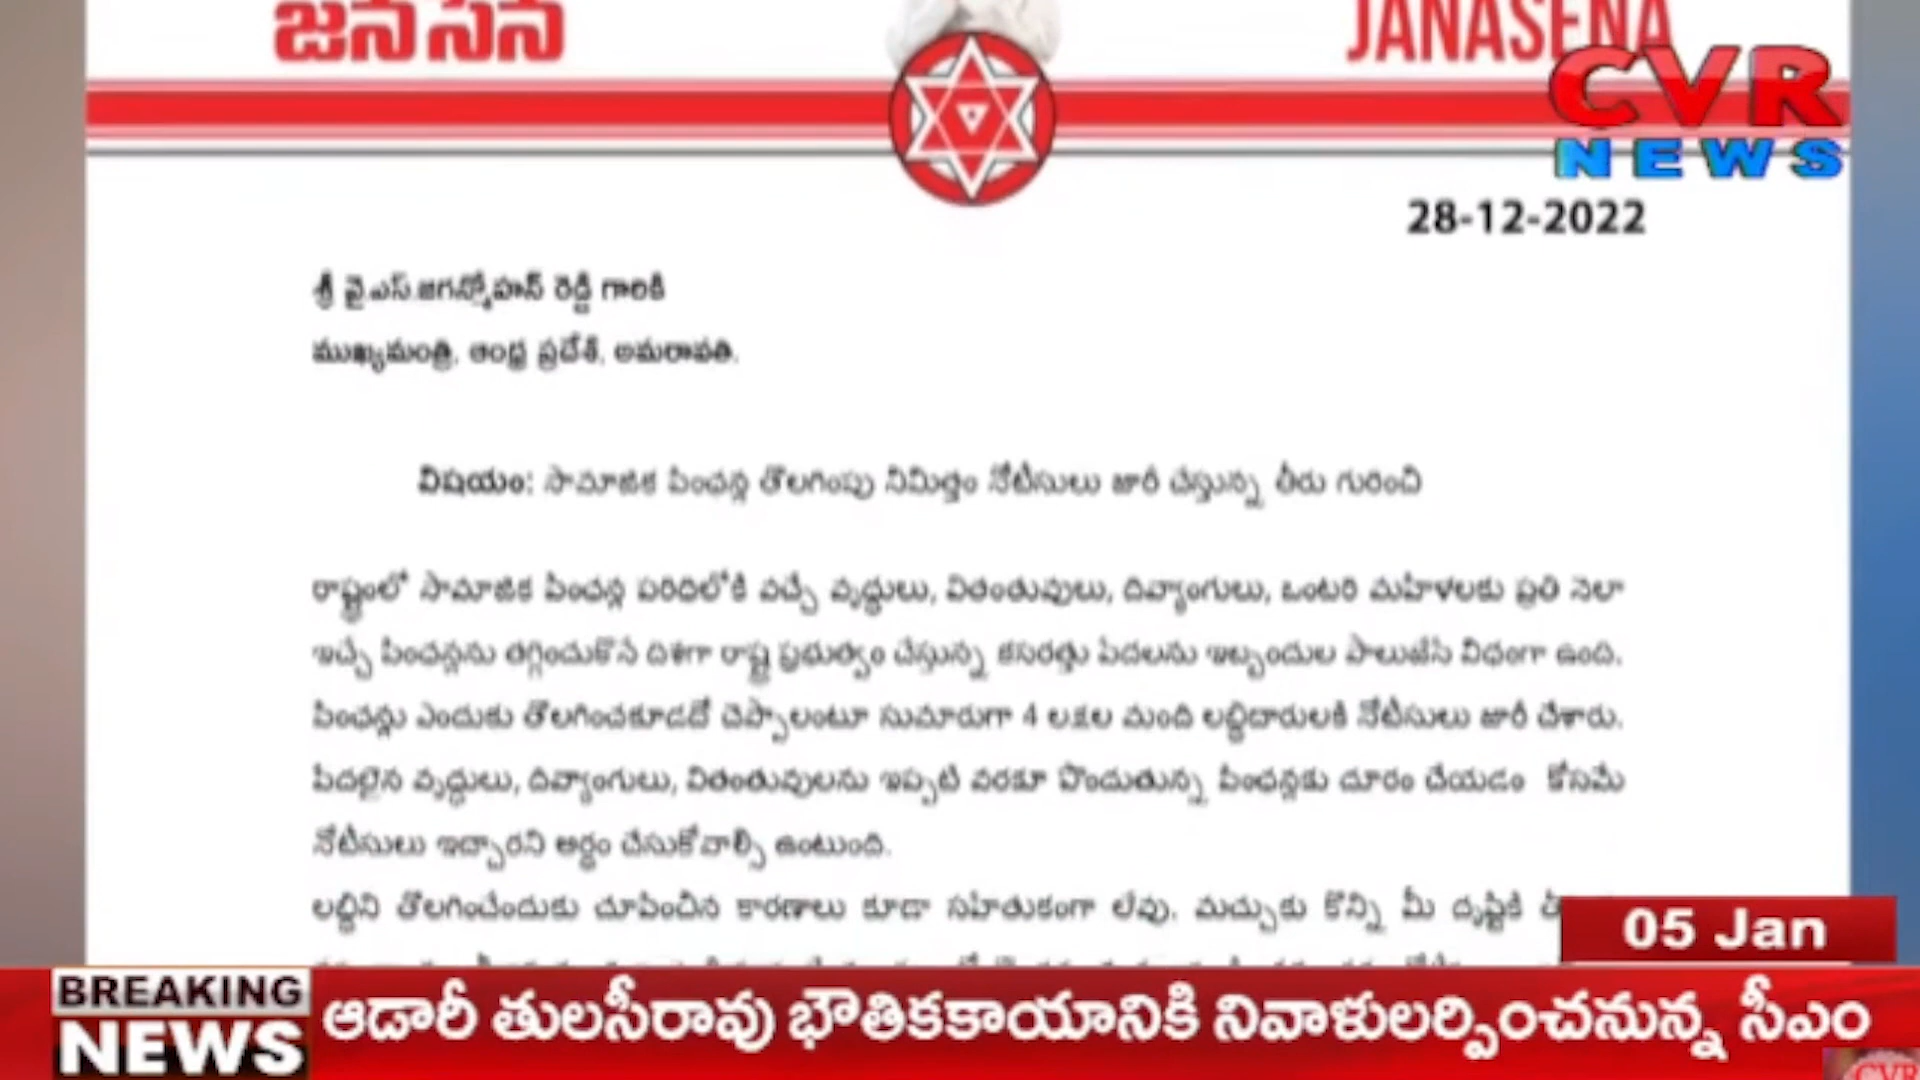 జనసేన
JANASENA
CVR
NEWS
28-12-2022
శ్రీ వై.ఎస్.జగన్మోహన్ రెడ్డి గారికి
ముఖ్యమంత్రి, ఆంధ్ర ప్రదేశ్, అమరావతి.
విషయం: సామాజిక పింఛన్ల తొలగింపు నిమిత్తం నోటీసులు జారీ చేస్తున్న తీరు గురించి
రాష్ట్రంలో సామాజిక పింఛన్ల పరిధిలోకి వచ్చే వృద్ధులు, వితంతువులు, దివ్యాంగులు, ఒంటరి మహిళలకు ప్రతి నెలా
ఇచ్చే పింఛన్లను తగ్గించుకొనే దిశగా రాష్ట్ర ప్రభుత్వం చేస్తున్న కసరత్తు పేదలను ఇబ్బందుల పాలుజేసే విధంగా ఉంది.
పింఛన్లు ఎందుకు తొలగించకూడదో చెప్పాలంటూ సుమారుగా 4 లక్షల మంది లబ్ధిదారులకి నోటీసులు జారీ చేశారు.
పేదలైన వృద్ధులు, దివ్యాంగులు, వితంతువులను ఇప్పటి వరకూ పొందుతున్న పింఛన్లకు దూరం చేయడం కోసమే
నోటీసులు ఇచ్చారని అర్థం చేసుకోవాల్సి ఉంటుంది.
లబ్ధిని తొలగించేందుకు చూపించిన కారణాలు కూడా సహేతుకంగా లేవు. మచ్చుకు కొన్ని మీ దృష్టికి
05 Jan
BREAKING
NEWS
ఆడారీ తులసీరావు భౌతికకాయానికి నివాళులర్పించనున్న సీఎం
CVR